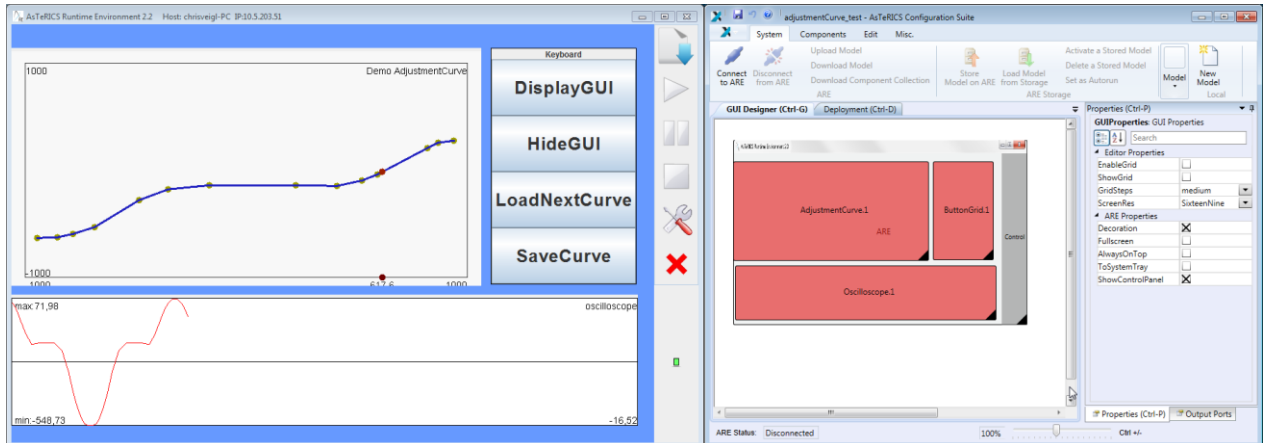 AsTeRICS Runtime Environment 2.2 Host: chrisveigl-PC IP:10.5.203.51
1000
Demo AdjustmentCurve
-1000
617,6
1000
Keyboard
DisplayGUI
HideGUI
LoadNextCurve
SaveCurve
max:71,98
oscilloscope
min:-548,73
-16,52
adjustmentCurve_test - AsTeRICS Configuration Suite
System Components Edit Misc.
Connect to ARE
Disconnect from ARE
Upload Model
Download Model
Download Component Collection
ARE
Store Model on ARE
Load Model from Storage
Activate a Stored Model
Delete a Stored Model
Set as Autorun
ARE Storage
Model
New Model
Local
GUI Designer (Ctrl-G) Deployment (Ctrl-D)
AdjustmentCurve.1
ARE
ButtonGrid.1
Control
Oscilloscope.1
Properties (Ctrl-P)
GUIProperties: GUI Properties
Search
Editor Properties
EnableGrid
ShowGrid
GridSteps medium
ScreenRes SixteenNine
ARE Properties
Decoration
Fullscreen
AlwaysOnTop
ToSystemTray
ShowControlPanel
Properties (Ctrl-P) Output Ports
ARE Status: Disconnected 100% Ctrl +/-